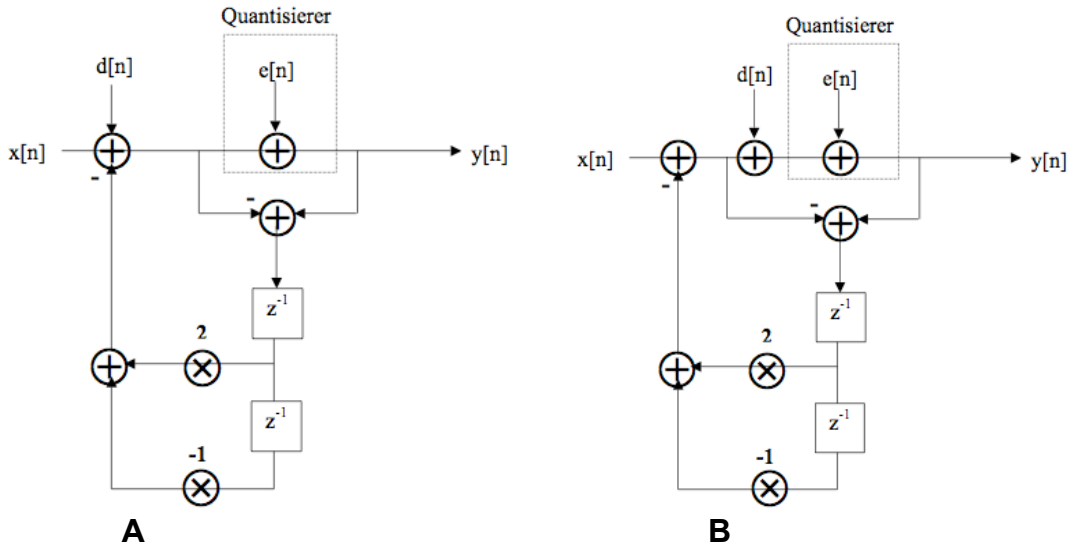 Quantisierer
d[n]
e[n]
x[n]
y[n]
-
-
z⁻¹
2
z⁻¹
-1
A
Quantisierer
d[n]
e[n]
x[n]
y[n]
-
-
z⁻¹
2
z⁻¹
-1
B